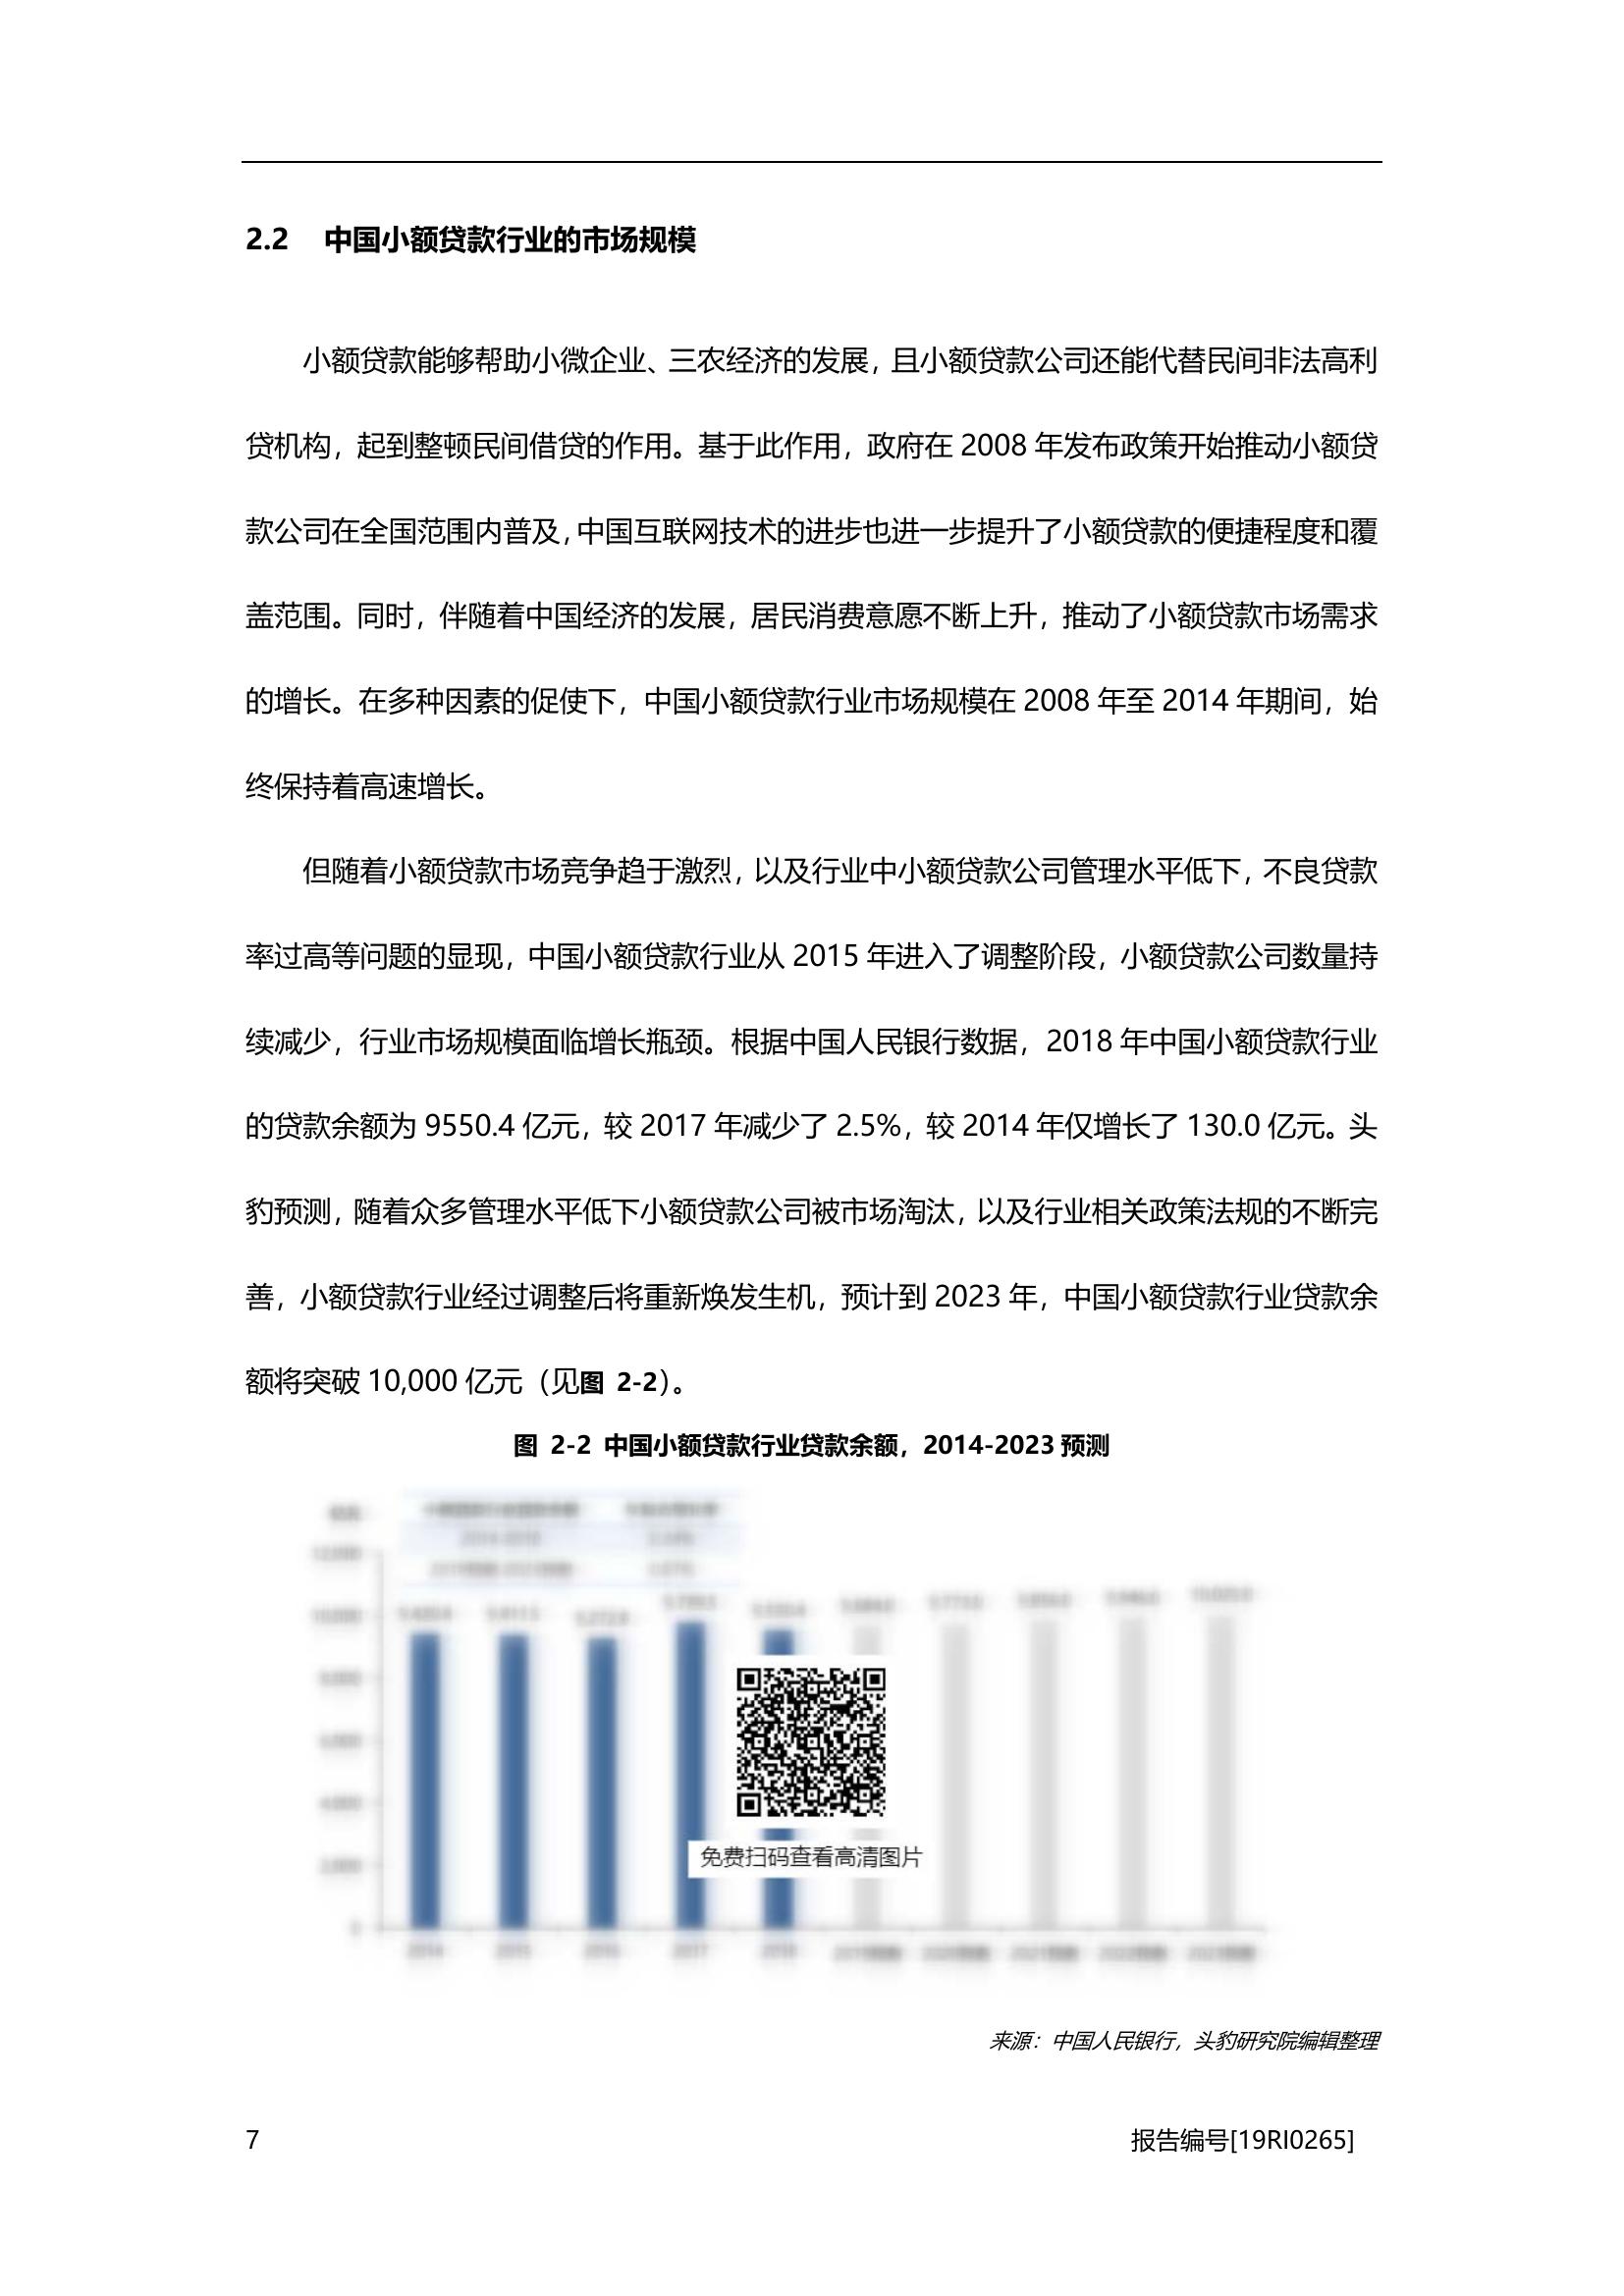 2.2 中国小额贷款行业的市场规模
小额贷款能够帮助小微企业、三农经济的发展，且小额贷款公司还能代替民间非法高利
贷机构，起到整顿民间借贷的作用。基于此作用，政府在 2008 年发布政策开始推动小额贷
款公司在全国范围内普及，中国互联网技术的进步也进一步提升了小额贷款的便捷程度和覆
盖范围。同时，伴随着中国经济的发展，居民消费意愿不断上升，推动了小额贷款市场需求
的增长。在多种因素的促使下，中国小额贷款行业市场规模在 2008 年至 2014 年期间，始
终保持着高速增长。
但随着小额贷款市场竞争趋于激烈，以及行业中小额贷款公司管理水平低下，不良贷款
率过高等问题的显现，中国小额贷款行业从 2015 年进入了调整阶段，小额贷款公司数量持
续减少，行业市场规模面临增长瓶颈。根据中国人民银行数据，2018 年中国小额贷款行业
的贷款余额为 9550.4 亿元，较 2017 年减少了 2.5%，较 2014 年仅增长了 130.0 亿元。头
豹预测，随着众多管理水平低下小额贷款公司被市场淘汰，以及行业相关政策法规的不断完
善，小额贷款行业经过调整后将重新焕发生机，预计到 2023 年，中国小额贷款行业贷款余
额将突破 10,000 亿元（见图 2-2）。
图 2-2 中国小额贷款行业贷款余额，2014-2023 预测
免费扫码查看高清图片
来源：中国人民银行，头豹研究院编辑整理
7 报告编号[19RI0265]